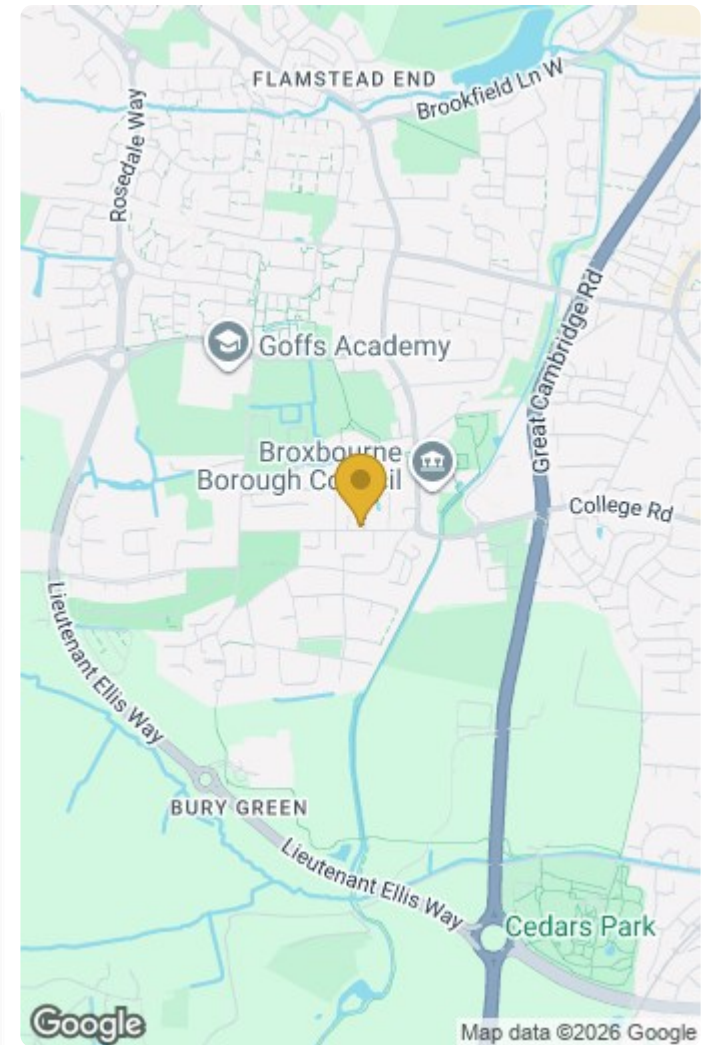 FLAMSTEAD END
Brookfield Ln W
Rosedale Way
Great Cambridge Rd
Goffs Academy
Broxbourne
Borough Co cil
College Rd
Lieutenant Ellis Way
BURY GREEN
Lieutenant Ellis Way
Cedars Park
Google
Map data ©2026 Google